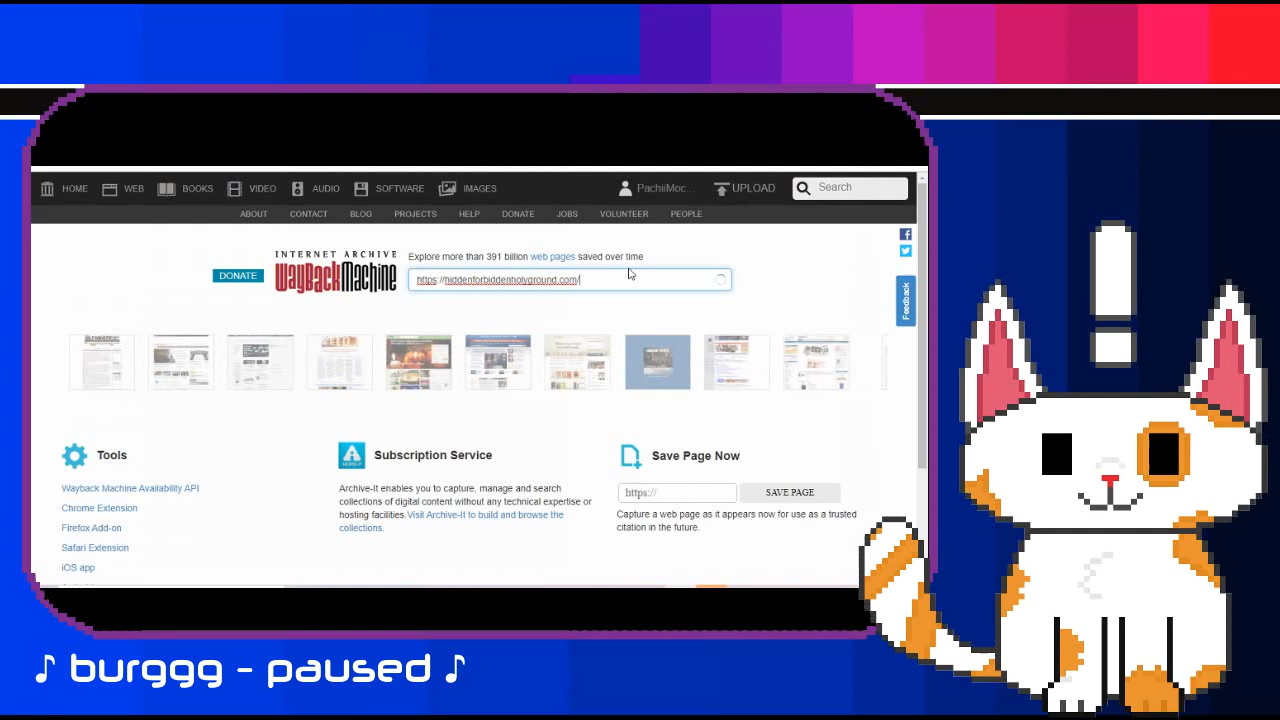 HOME WEB BOOKS VIDEO AUDIO SOFTWARE IMAGES PachiiMoc... UPLOAD Search
ABOUT CONTACT BLOG PROJECTS HELP DONATE JOBS VOLUNTEER PEOPLE
DONATE
INTERNET ARCHIVE
WayBackMachine
Explore more than 391 billion web pages saved over time
https://hiddenforbiddenholyground.com/
Feedback
Tools
Wayback Machine Availability API
Chrome Extension
Firefox Add-on
Safari Extension
iOS app
Subscription Service
Archive-It enables you to capture, manage and search
collections of digital content without any technical expertise or
hosting facilities. Visit Archive-It to build and browse the
collections.
Save Page Now
https:// SAVE PAGE
Capture a web page as it appears now for use as a trusted
citation in the future.
♪ burggg - paused ♪